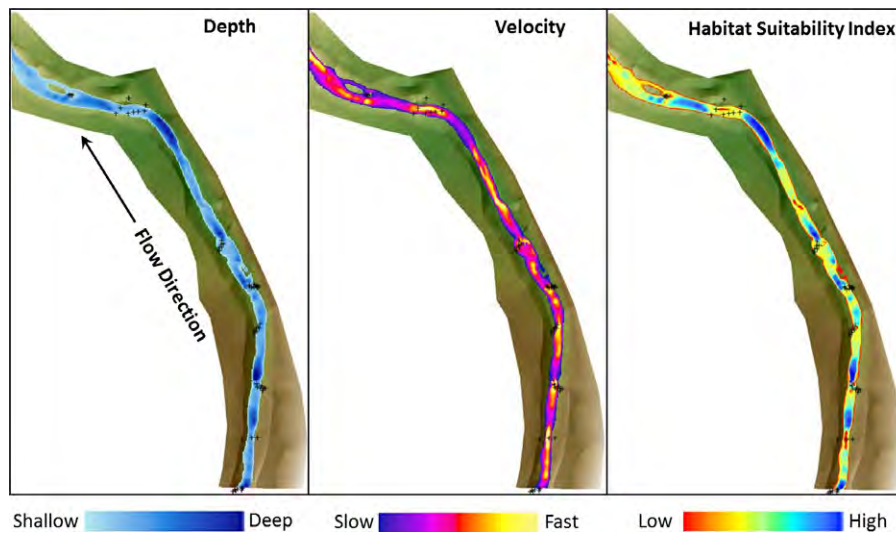 Depth
Velocity
Habitat Suitability Index
Flow Direction
Shallow
Deep
Slow
Fast
Low
High